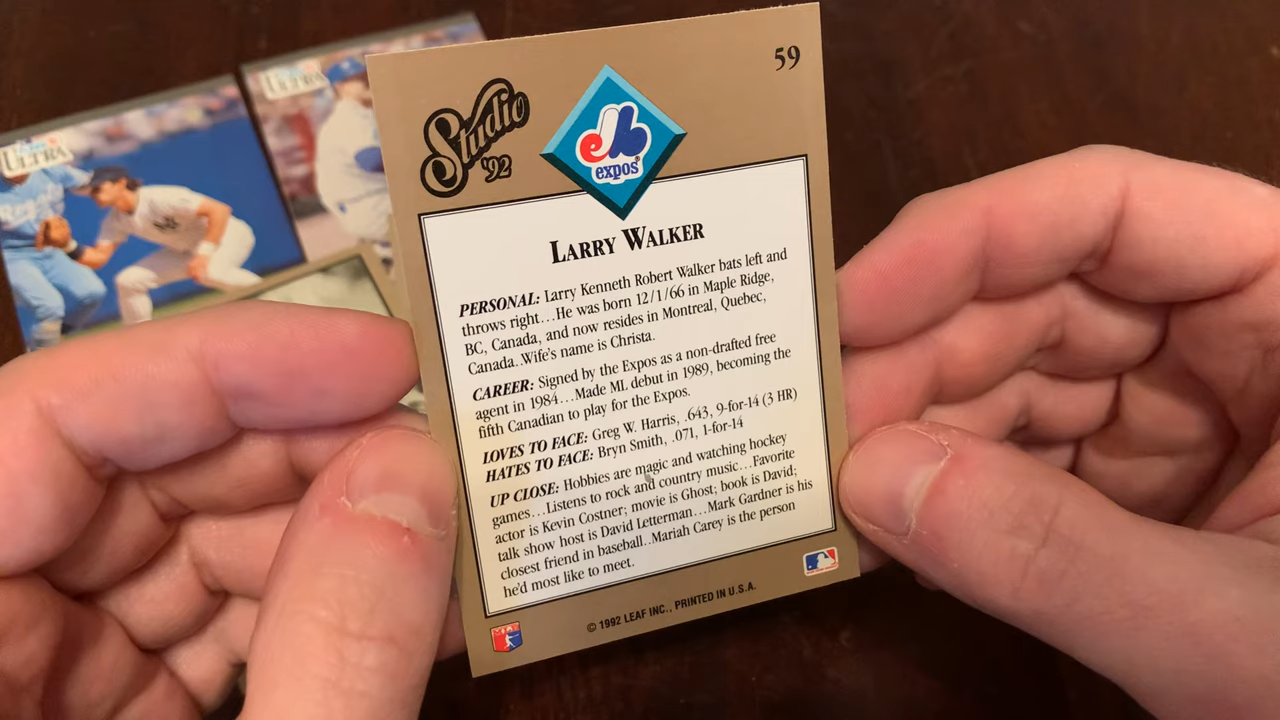 ULTRA
ULTRA
Royals
59
Studio
'92
expos
LARRY WALKER
PERSONAL: Larry Kenneth Robert Walker bats left and
throws right...He was born 12/1/66 in Maple Ridge,
BC, Canada, and now resides in Montreal, Quebec,
Canada..Wife's name is Christa.
CAREER: Signed by the Expos as a non-drafted free
agent in 1984...Made ML debut in 1989, becoming the
fifth Canadian to play for the Expos.
LOVES TO FACE: Greg W. Harris, .643, 9-for-14 (3 HR)
HATES TO FACE: Bryn Smith, .071, 1-for-14
UP CLOSE: Hobbies are magic and watching hockey
games...Listens to rock and country music...Favorite
actor is Kevin Costner; movie is Ghost; book is David;
talk show host is David Letterman...Mark Gardner is his
closest friend in baseball..Mariah Carey is the person
he'd most like to meet.
© 1992 LEAF INC., PRINTED IN U.S.A.